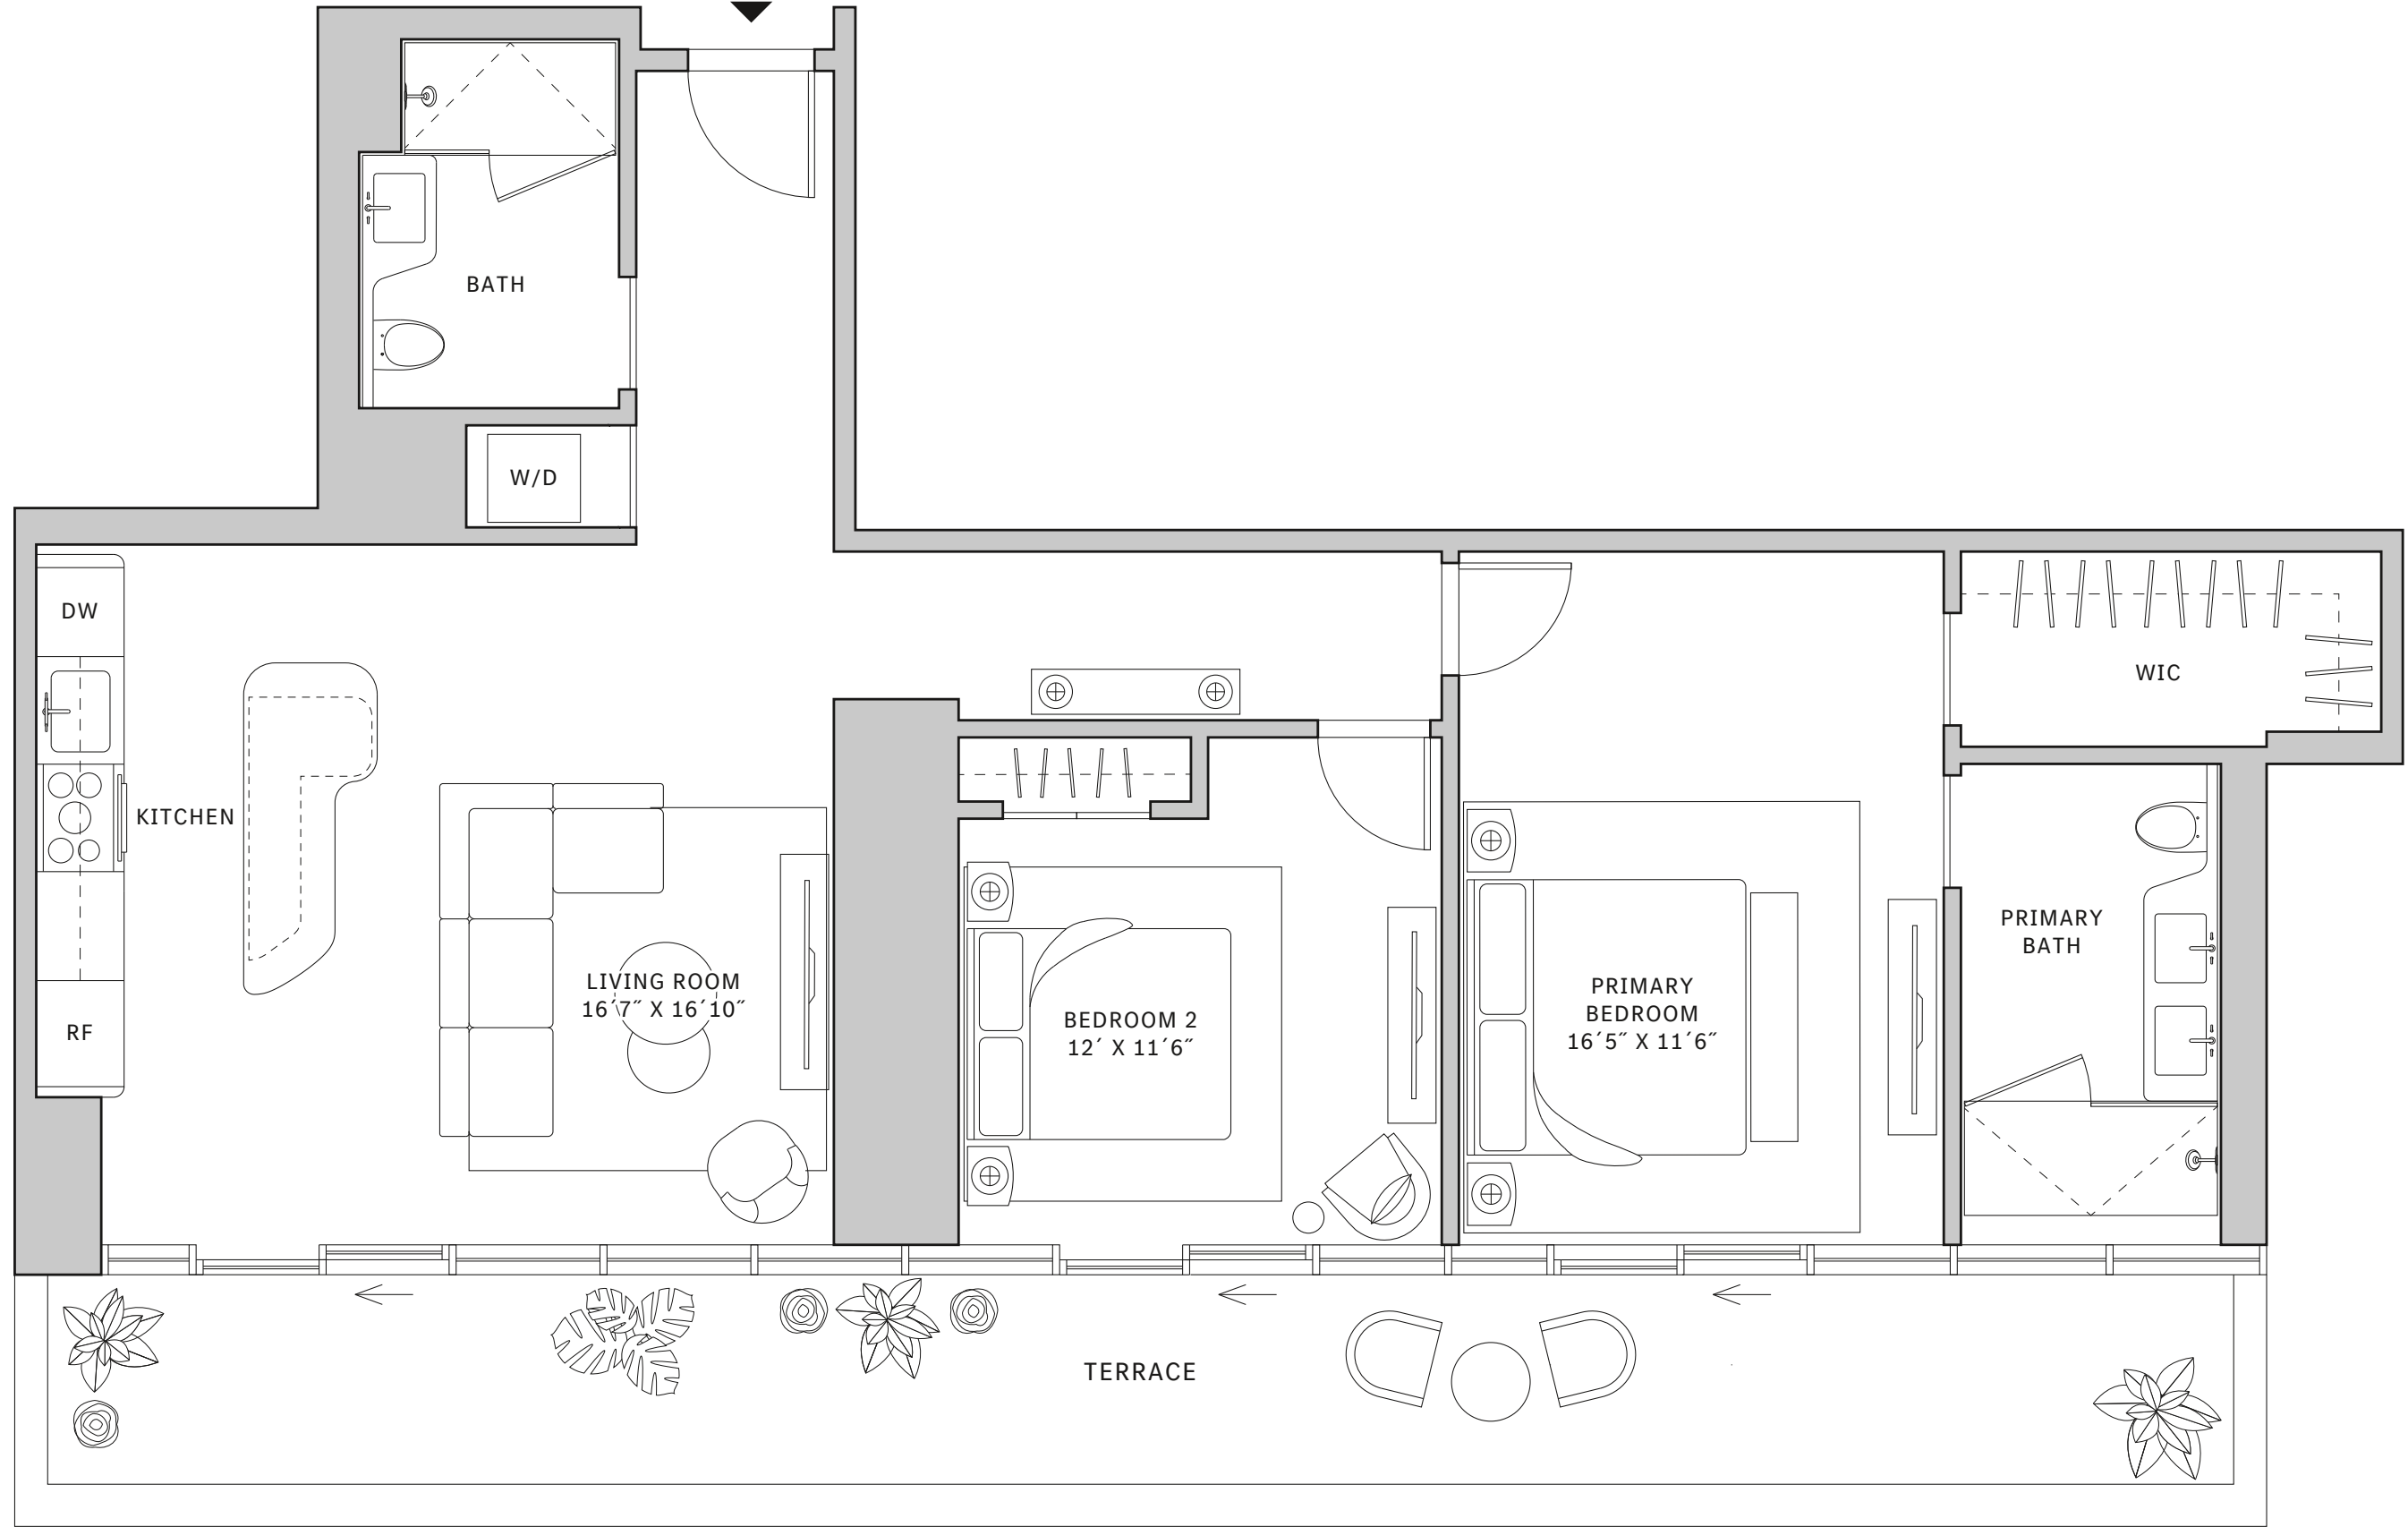 BATH
W/D
DW
WIC
KITCHEN
PRIMARY
BATH
LIVING ROOM
16´7˝ X 16´10˝
PRIMARY
BEDROOM
16´5˝ X 11´6˝
BEDROOM 2
12´ X 11´6˝
RF
TERRACE